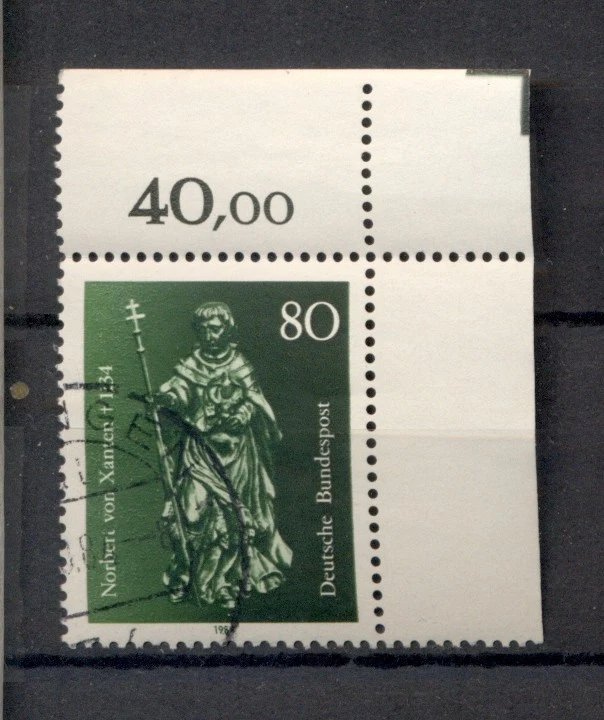 40,00
80
Norbert von Xanten † 1134
Deutsche Bundespost